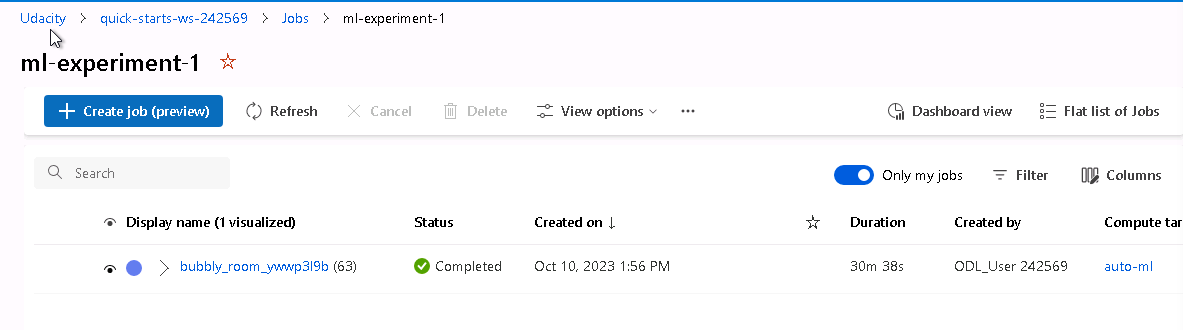 Udacity > quick-starts-ws-242569 > Jobs > ml-experiment-1
ml-experiment-1
Create job (preview) Refresh Cancel Delete View options ... Dashboard view Flat list of Jobs
Search Only my jobs Filter Columns
Display name (1 visualized) Status Created on ↓ Duration Created by Compute tar
bubbly_room_ywwp3l9b (63) Completed Oct 10, 2023 1:56 PM 30m 38s ODL_User 242569 auto-ml